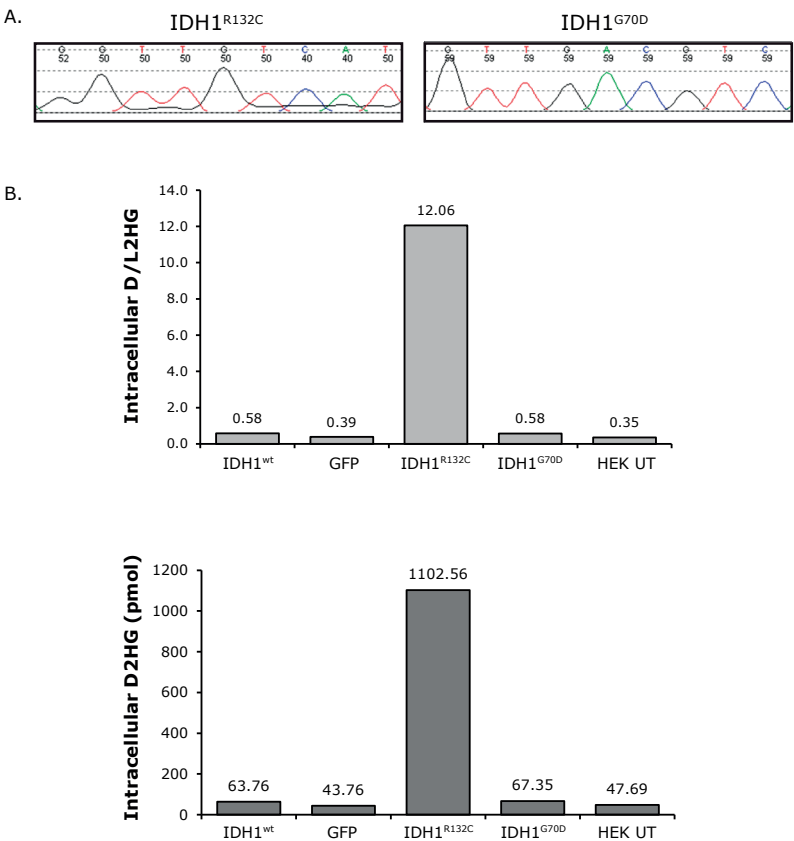 A.
IDH1R132C
IDH1G70D
G G T T G T C A T
52 50 50 50 50 50 40 40 50
G T T G A C G T C
59 59 59 59 59 59 59 59 59
B.
Intracellular D/L2HG
14.0
12.0
10.0
8.0
6.0
4.0
2.0
0.0
0.58
0.39
12.06
0.58
0.35
IDH1wt
GFP
IDH1R132C
IDH1G70D
HEK UT
Intracellular D2HG (pmol)
1200
1000
800
600
400
200
0
63.76
43.76
1102.56
67.35
47.69
IDH1wt
GFP
IDH1R132C
IDH1G70D
HEK UT